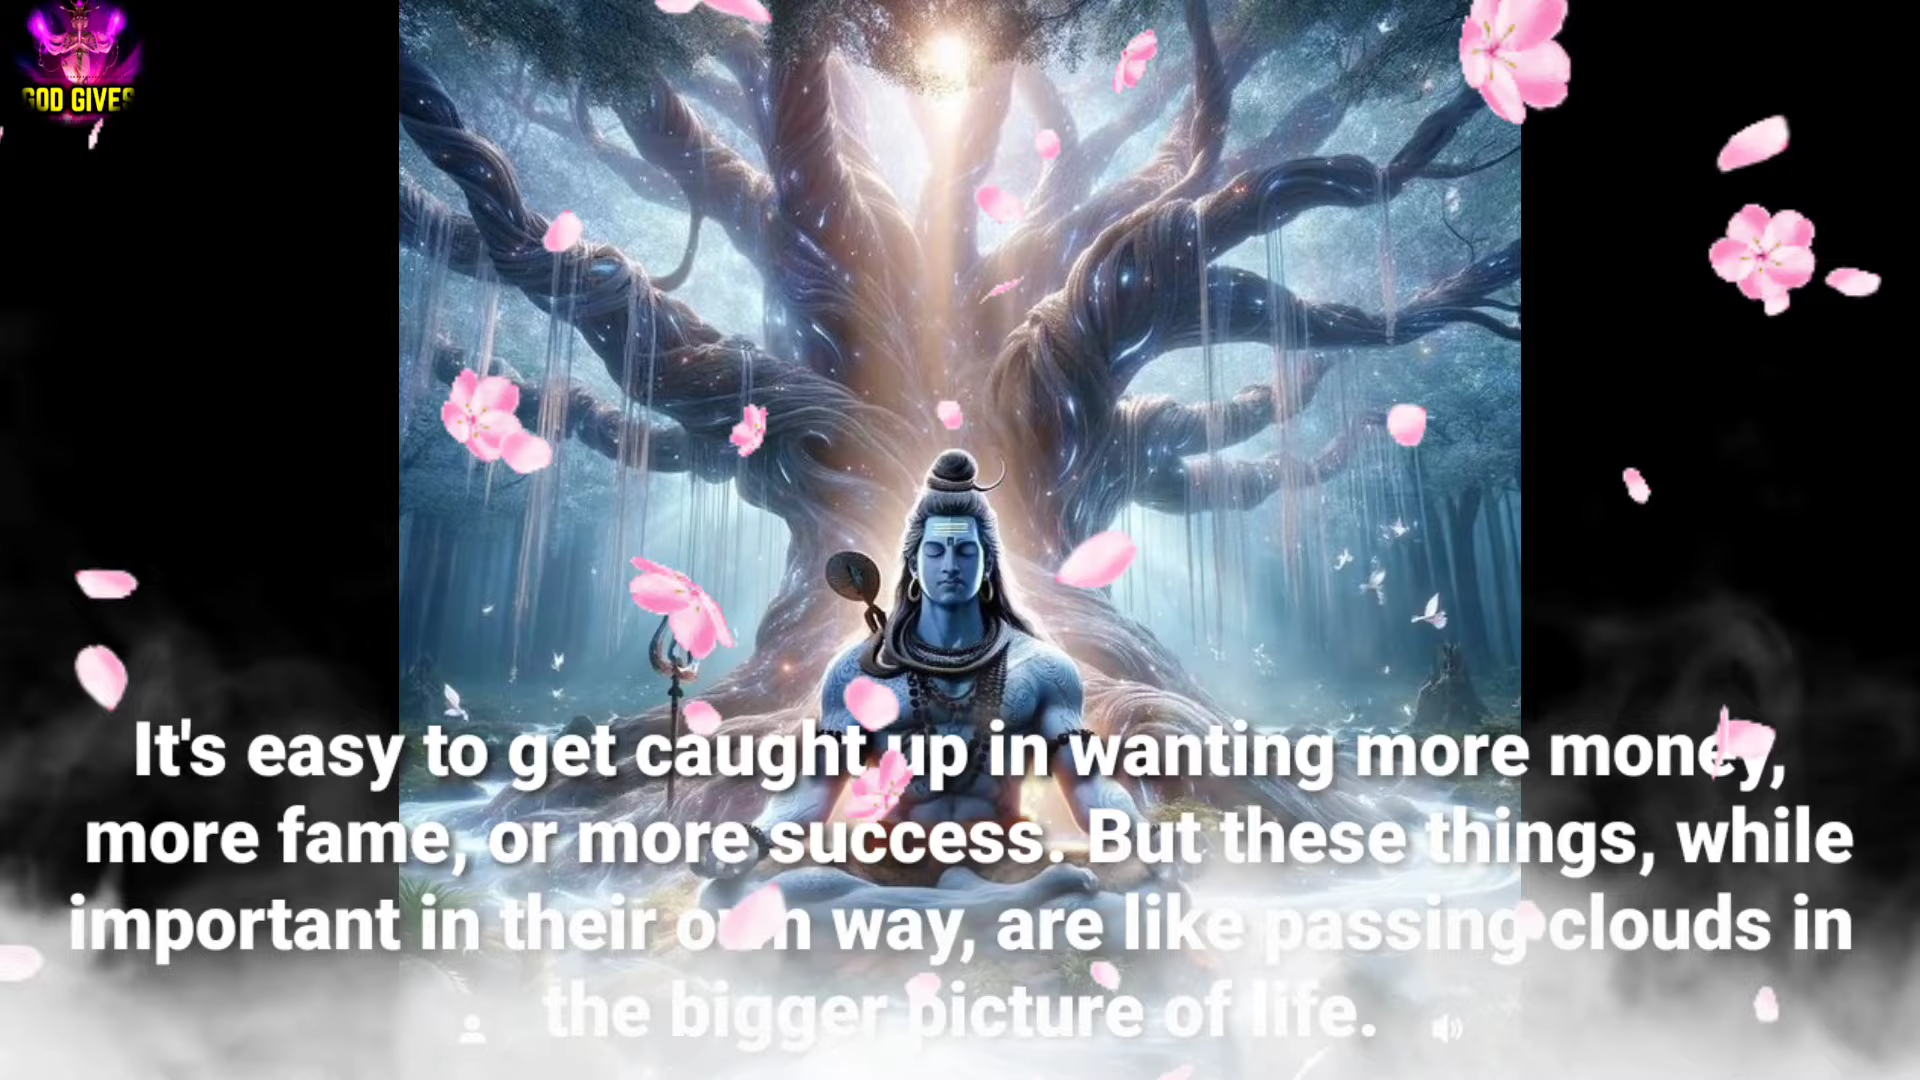 GOD GIVES
It's easy to get caught up in wanting more money,
more fame, or more success. But these things, while
important in their own way, are like passing clouds in
the bigger picture of life.